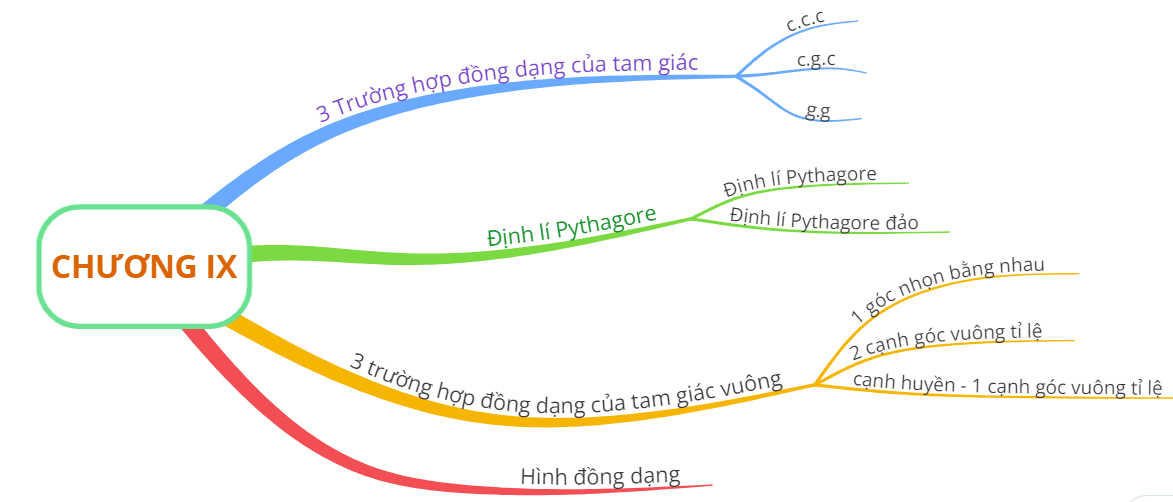 CHƯƠNG IX
3 Trường hợp đồng dạng của tam giác
c.c.c
c.g.c
g.g
Định lí Pythagore
Định lí Pythagore
Định lí Pythagore đảo
3 trường hợp đồng dạng của tam giác vuông
1 góc nhọn bằng nhau
2 cạnh góc vuông tỉ lệ
cạnh huyền - 1 cạnh góc vuông tỉ lệ
Hình đồng dạng